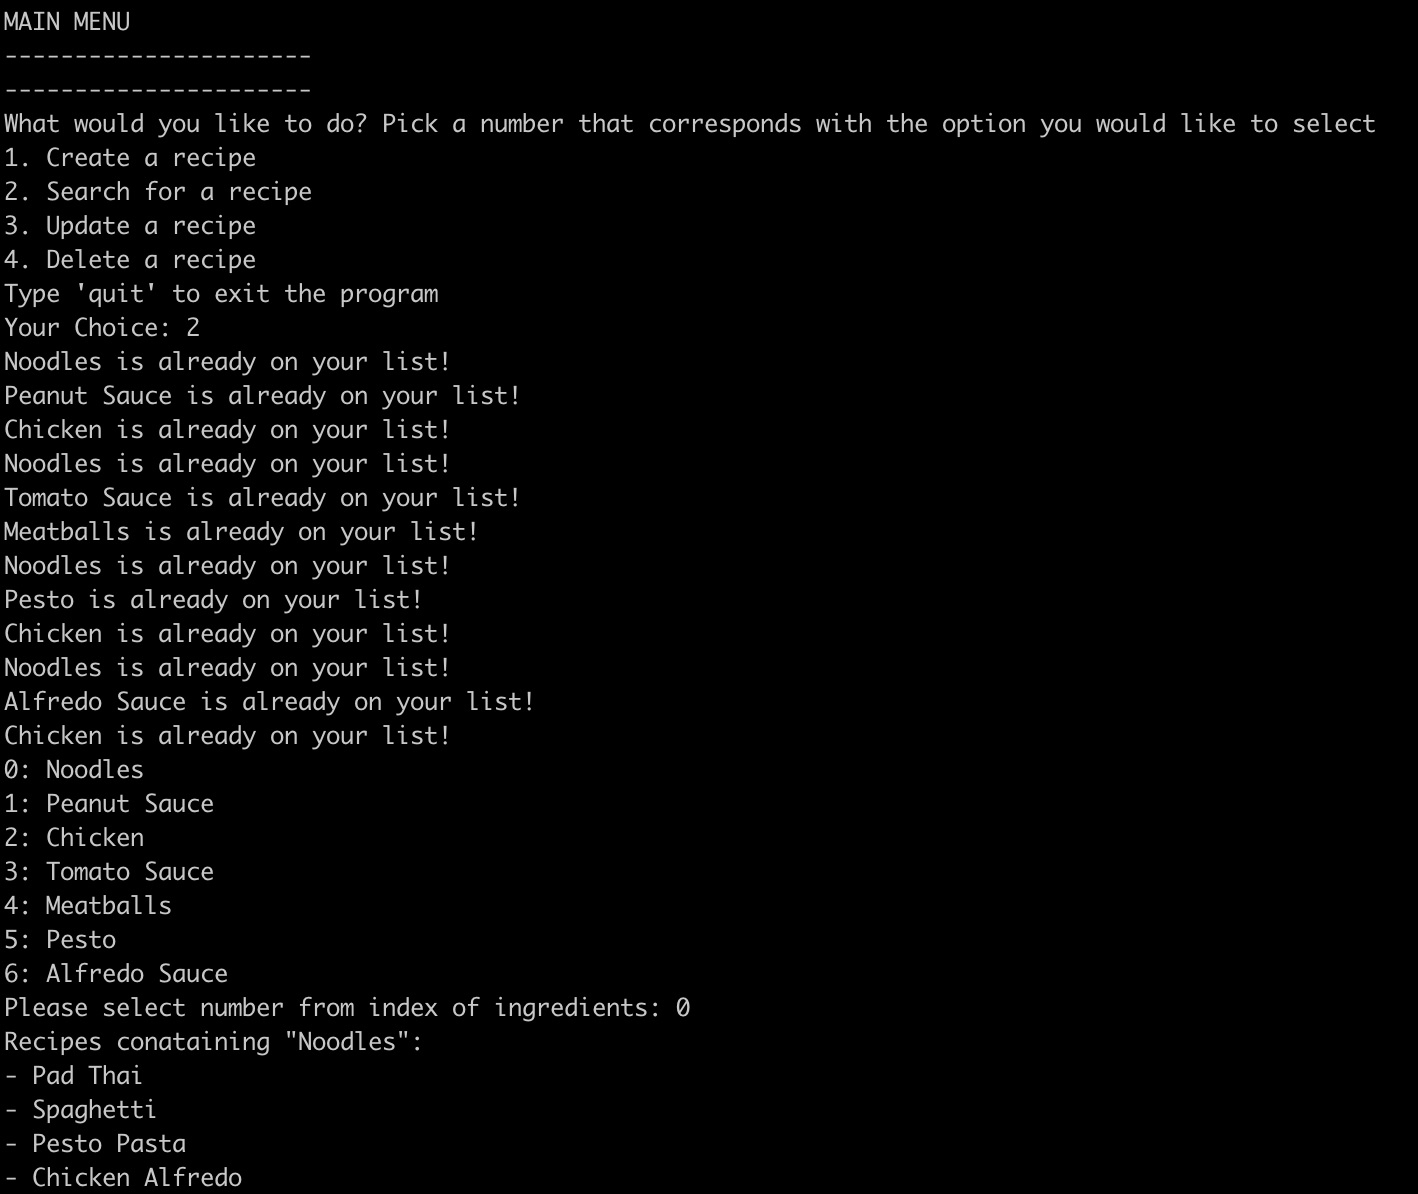 MAIN MENU
----------------------
----------------------
What would you like to do? Pick a number that corresponds with the option you would like to select
1. Create a recipe
2. Search for a recipe
3. Update a recipe
4. Delete a recipe
Type 'quit' to exit the program
Your Choice: 2
Noodles is already on your list!
Peanut Sauce is already on your list!
Chicken is already on your list!
Noodles is already on your list!
Tomato Sauce is already on your list!
Meatballs is already on your list!
Noodles is already on your list!
Pesto is already on your list!
Chicken is already on your list!
Noodles is already on your list!
Alfredo Sauce is already on your list!
Chicken is already on your list!
0: Noodles
1: Peanut Sauce
2: Chicken
3: Tomato Sauce
4: Meatballs
5: Pesto
6: Alfredo Sauce
Please select number from index of ingredients: 0
Recipes conataining "Noodles":
- Pad Thai
- Spaghetti
- Pesto Pasta
- Chicken Alfredo